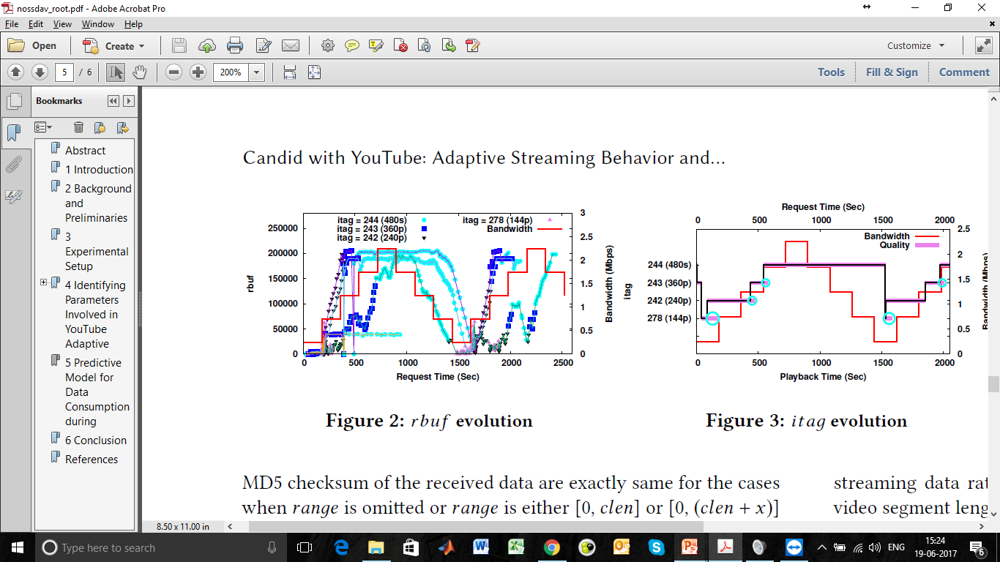 nossdav_root.pdf - Adobe Acrobat Pro
File Edit View Window Help
Open Create Customize
5 / 6 200% Tools Fill & Sign Comment
Bookmarks
Abstract
1 Introduction
2 Background
and
Preliminaries
3
Experimental
Setup
4 Identifying
Parameters
Involved in
YouTube
Adaptive
5 Predictive
Model for
Data
Consumption
during
6 Conclusion
References
Candid with YouTube: Adaptive Streaming Behavior and...
itag = 244 (480s)
itag = 243 (360p)
itag = 242 (240p)
itag = 278 (144p)
Bandwidth
rbuf
250000
200000
150000
100000
50000
0
3
2.5
2
1.5
1
0.5
0
Bandwidth (Mbps)
0 500 1000 1500 2000 2500
Request Time (Sec)
Figure 2: rbuf evolution
Request Time (Sec)
0 500 1000 1500 2000
Bandwidth
Quality
itag
244 (480s)
243 (360p)
242 (240p)
278 (144p)
2.5
2
1.5
1
0.5
0
Bandwidth (Mbps)
0 500 1000 1500 2000
Playback Time (Sec)
Figure 3: itag evolution
MD5 checksum of the received data are exactly same for the cases
when range is omitted or range is either [0, clen] or [0, (clen + x)]
streaming data rat
video segment leng
8.50 x 11.00 in
Type here to search
ENG
15:24
19-06-2017
6